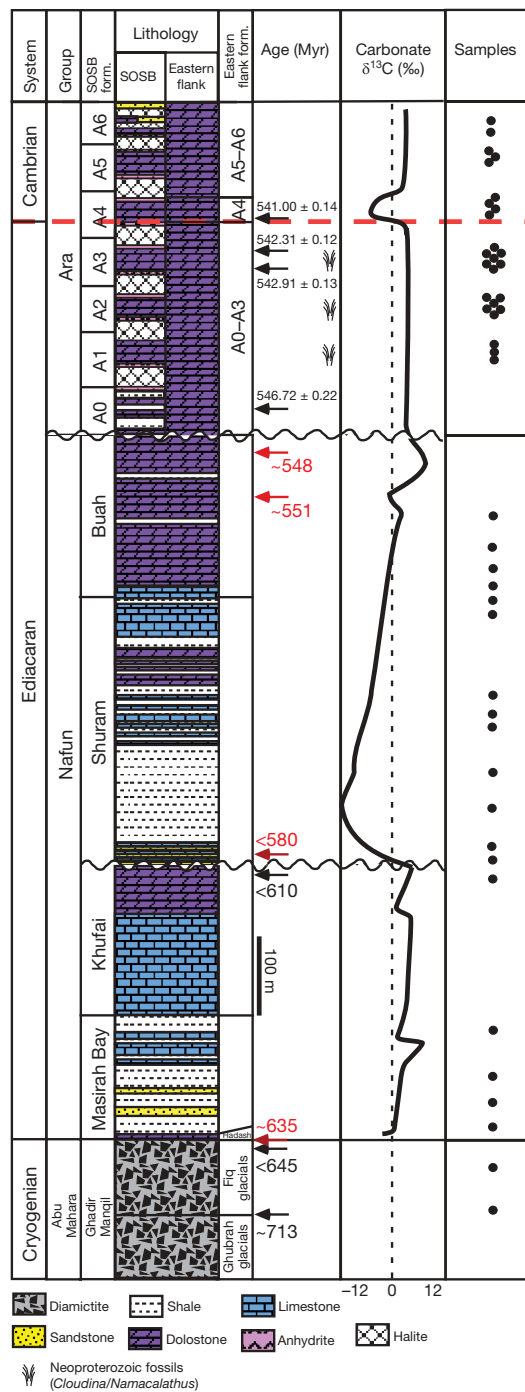 System
Group
SOSB form.
Lithology
SOSB
Eastern flank
Eastern flank form.
Age (Myr)
Carbonate
δ¹³C (‰)
Samples
Cambrian
Ediacaran
Cryogenian
Ara
Nafun
Abu Mahara
A6
A5
A4
A3
A2
A1
A0
Buah
Shuram
Khufai
Masirah Bay
Ghadir Manqil
A5–A6
A4
A0–A3
Hadash
Fiq glacials
Ghubrah glacials
541.00 ± 0.14
542.31 ± 0.12
542.91 ± 0.13
546.72 ± 0.22
~548
~551
<580
<610
100 m
~635
<645
~713
−12 0 12
Diamictite
Shale
Limestone
Sandstone
Dolostone
Anhydrite
Halite
Neoproterozoic fossils
(Cloudina/Namacalathus)